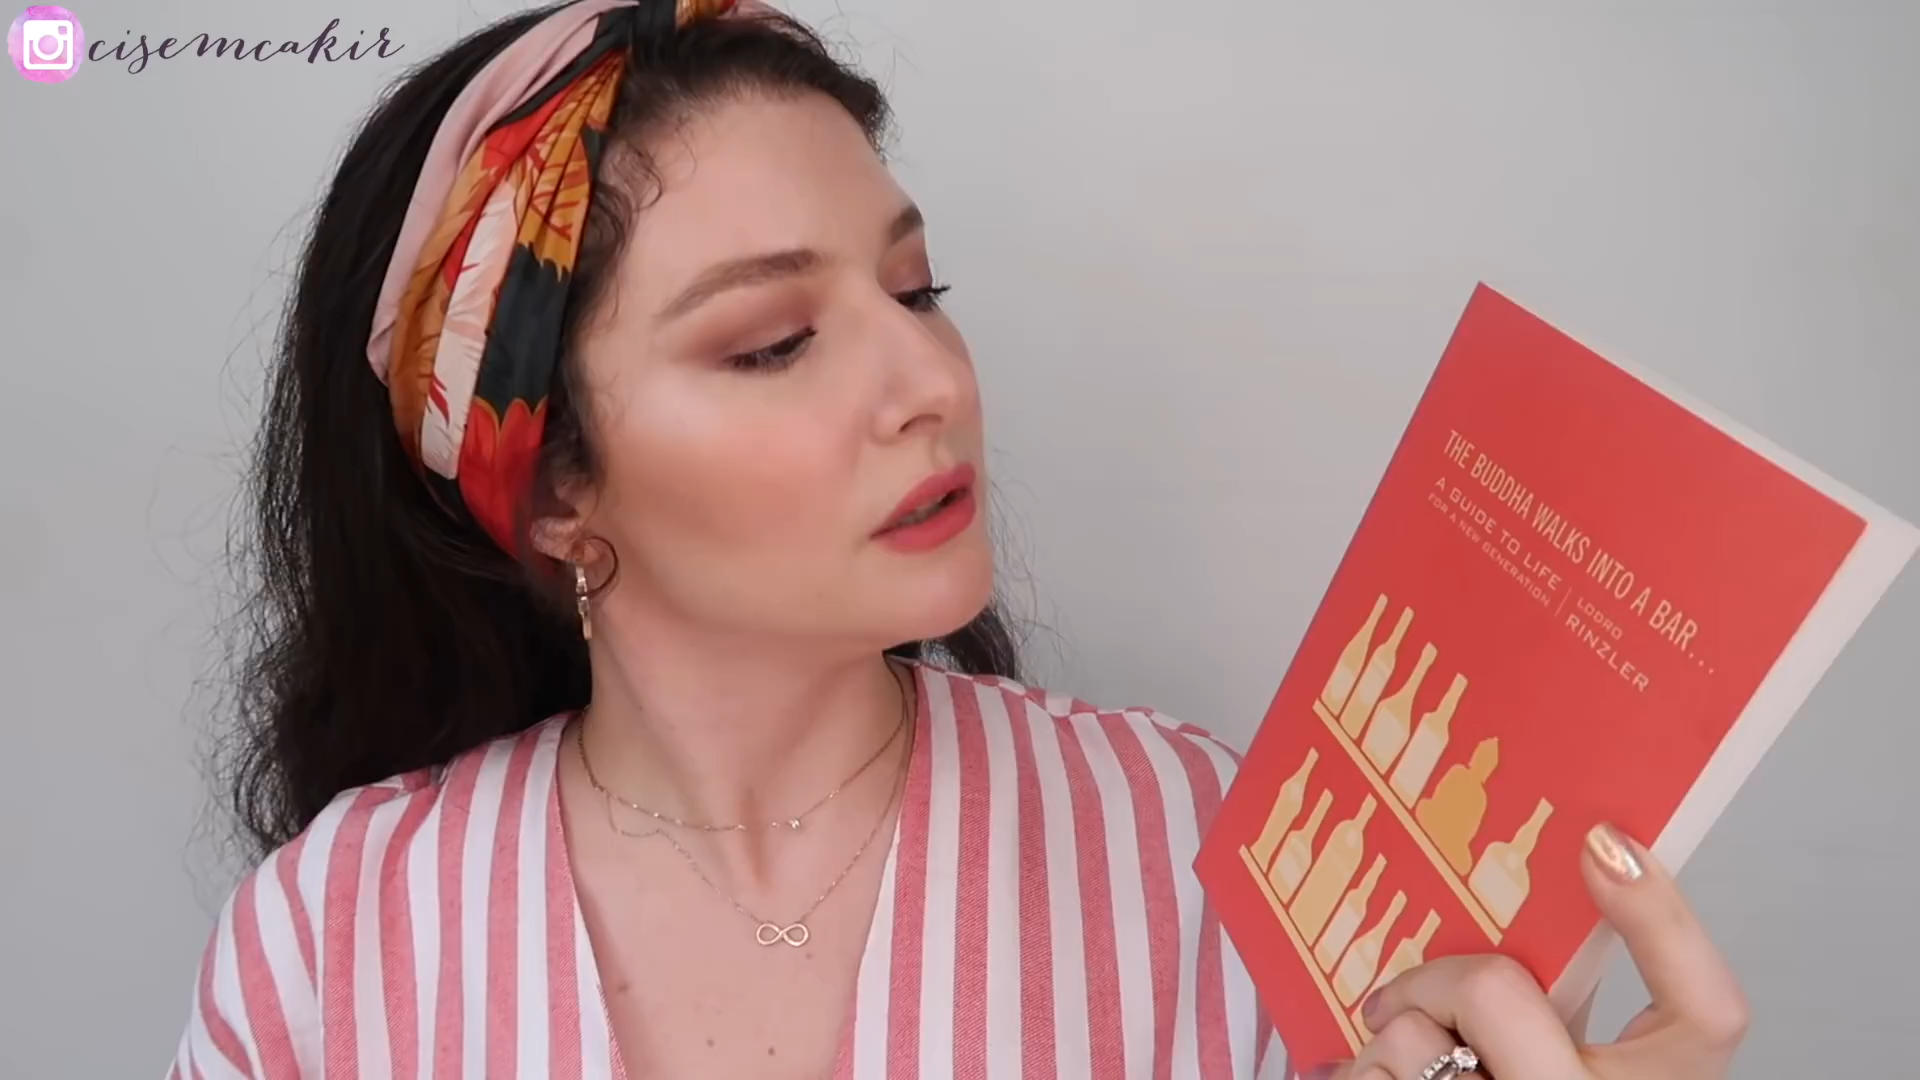 cisemcakir
THE BUDDHA WALKS INTO A BAR...
A GUIDE TO LIFE
FOR A NEW GENERATION
LODRO
RINZLER